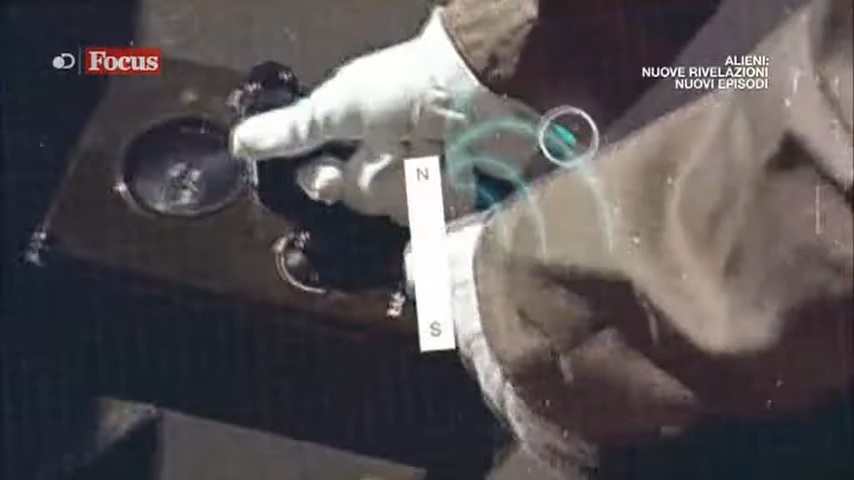 Focus
ALIENI:
NUOVE RIVELAZIONI
NUOVI EPISODI
N
S